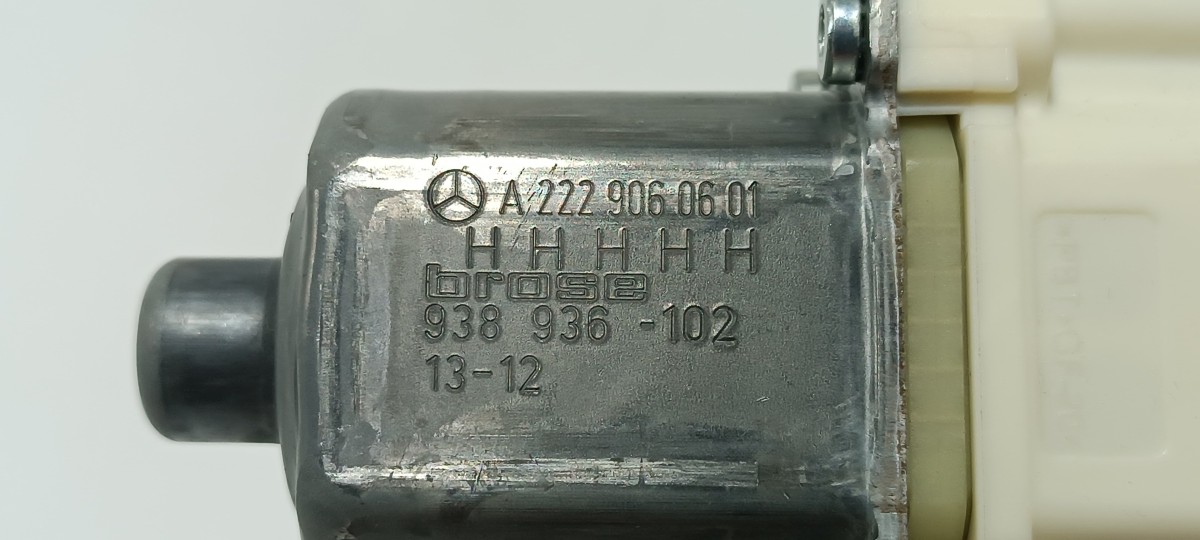 A 222 906 06 01
H H H H H
brose
938 936 -102
13-12